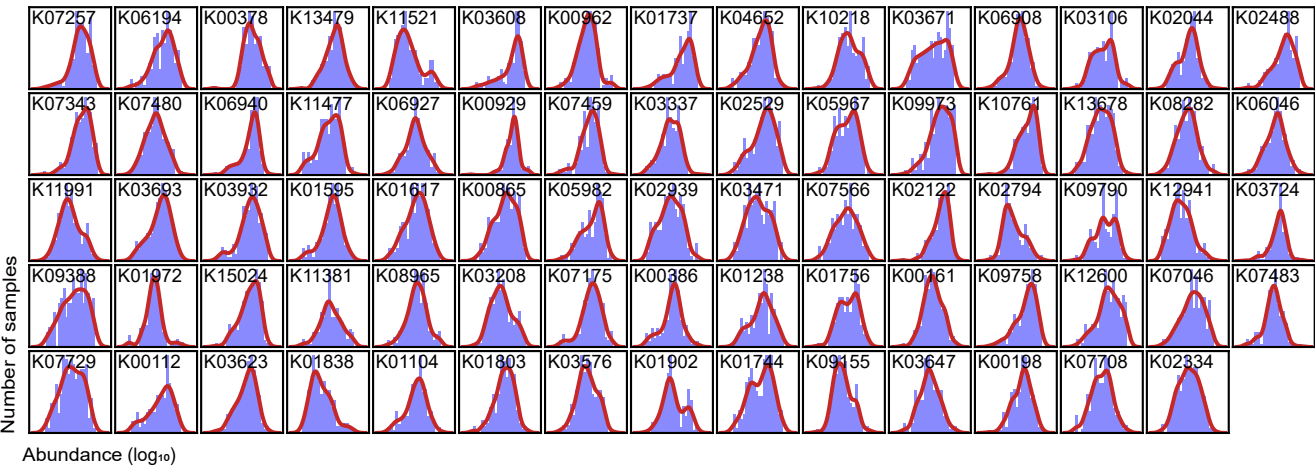 K07257 K06194 K00378 K13479 K11521 K03608 K00962 K01737 K04652 K10218 K03671 K06908 K03106 K02044 K02488
K07343 K07480 K06940 K11477 K06927 K00929 K07459 K03337 K02529 K05967 K09973 K10761 K13678 K08282 K06046
K11991 K03693 K03932 K01595 K01617 K00865 K05982 K02939 K03471 K07566 K02122 K02794 K09790 K12941 K03724
K09388 K01972 K15024 K11381 K08965 K03208 K07175 K00386 K01238 K01756 K00161 K09758 K12600 K07046 K07483
K07729 K00112 K03623 K01838 K01104 K01803 K03576 K01902 K01744 K09155 K03647 K00198 K07708 K02334
Number of samples
Abundance (log₁₀)